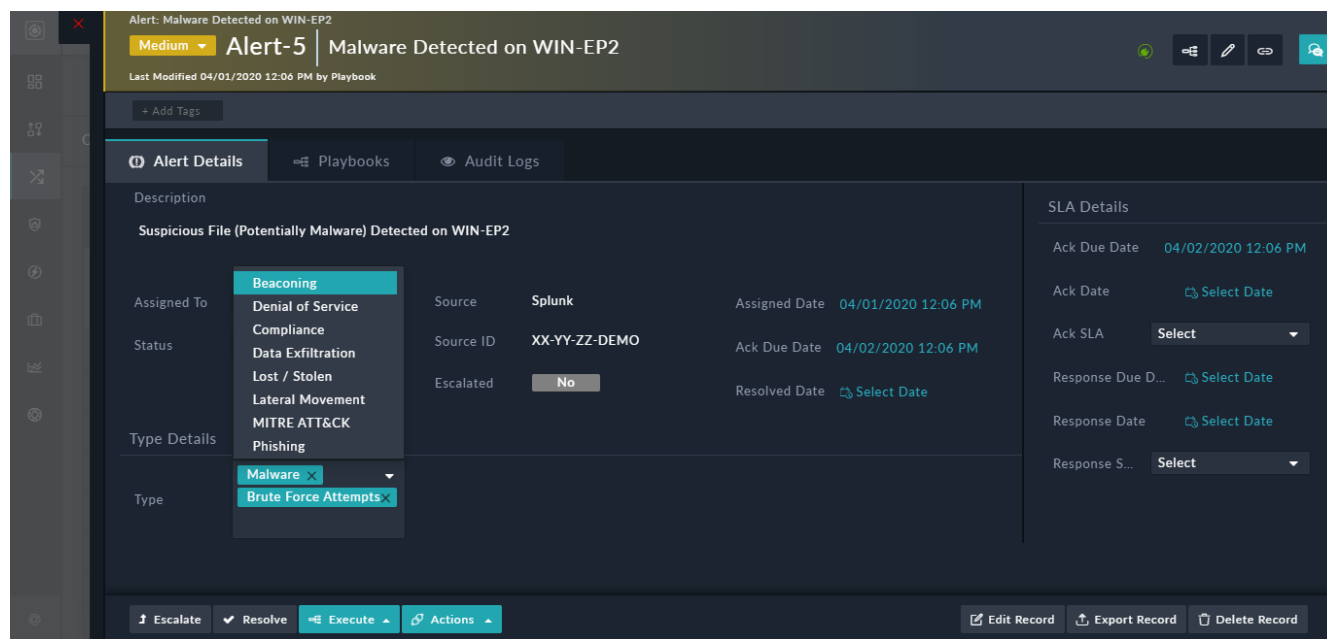 Alert: Malware Detected on WIN-EP2
Medium Alert-5 Malware Detected on WIN-EP2
Last Modified 04/01/2020 12:06 PM by Playbook
+ Add Tags
Alert Details Playbooks Audit Logs
Description
Suspicious File (Potentially Malware) Detected on WIN-EP2
Assigned To
Status
Beaconing
Denial of Service
Compliance
Data Exfiltration
Lost / Stolen
Lateral Movement
MITRE ATT&CK
Phishing
Source Splunk
Source ID XX-YY-ZZ-DEMO
Escalated No
Assigned Date 04/01/2020 12:06 PM
Ack Due Date 04/02/2020 12:06 PM
Resolved Date Select Date
Type Details
Type
Malware
Brute Force Attempts
SLA Details
Ack Due Date 04/02/2020 12:06 PM
Ack Date Select Date
Ack SLA Select
Response Due D... Select Date
Response Date Select Date
Response S... Select
Escalate Resolve Execute Actions
Edit Record Export Record Delete Record